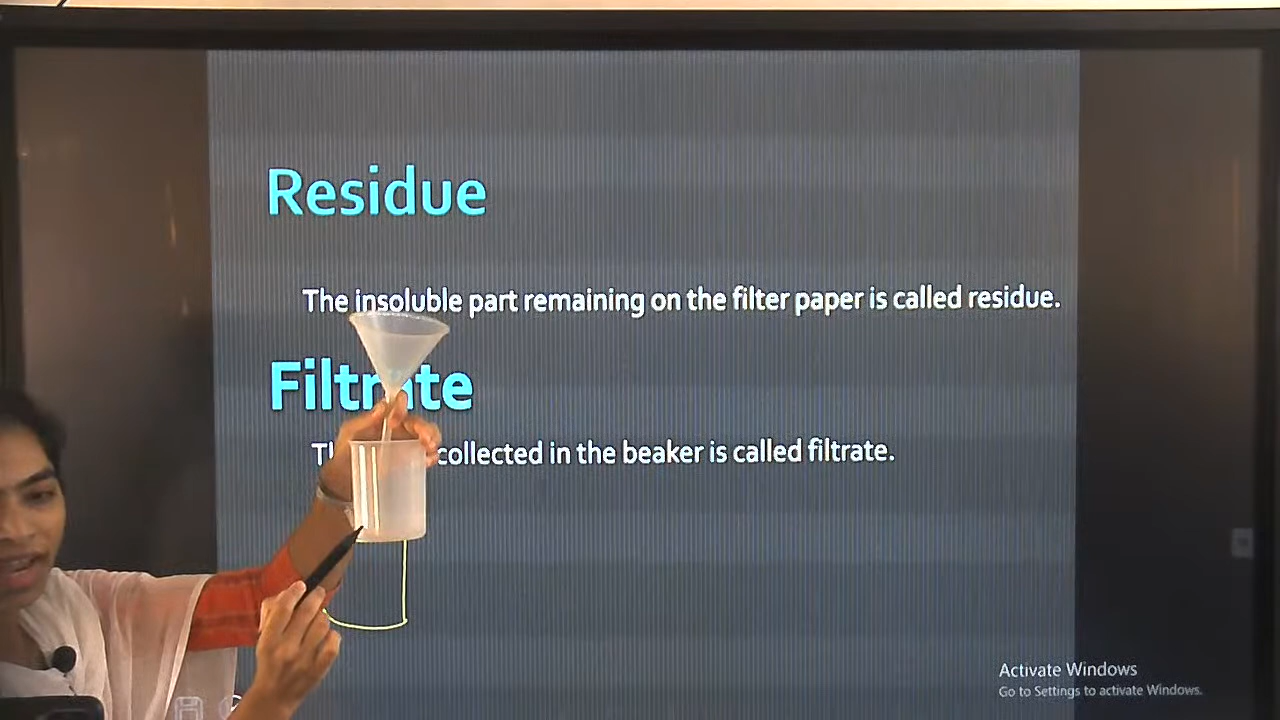 Residue
The insoluble part remaining on the filter paper is called residue.
Filtrate
collected in the beaker is called filtrate.
Activate Windows
Go to Settings to activate Windows.